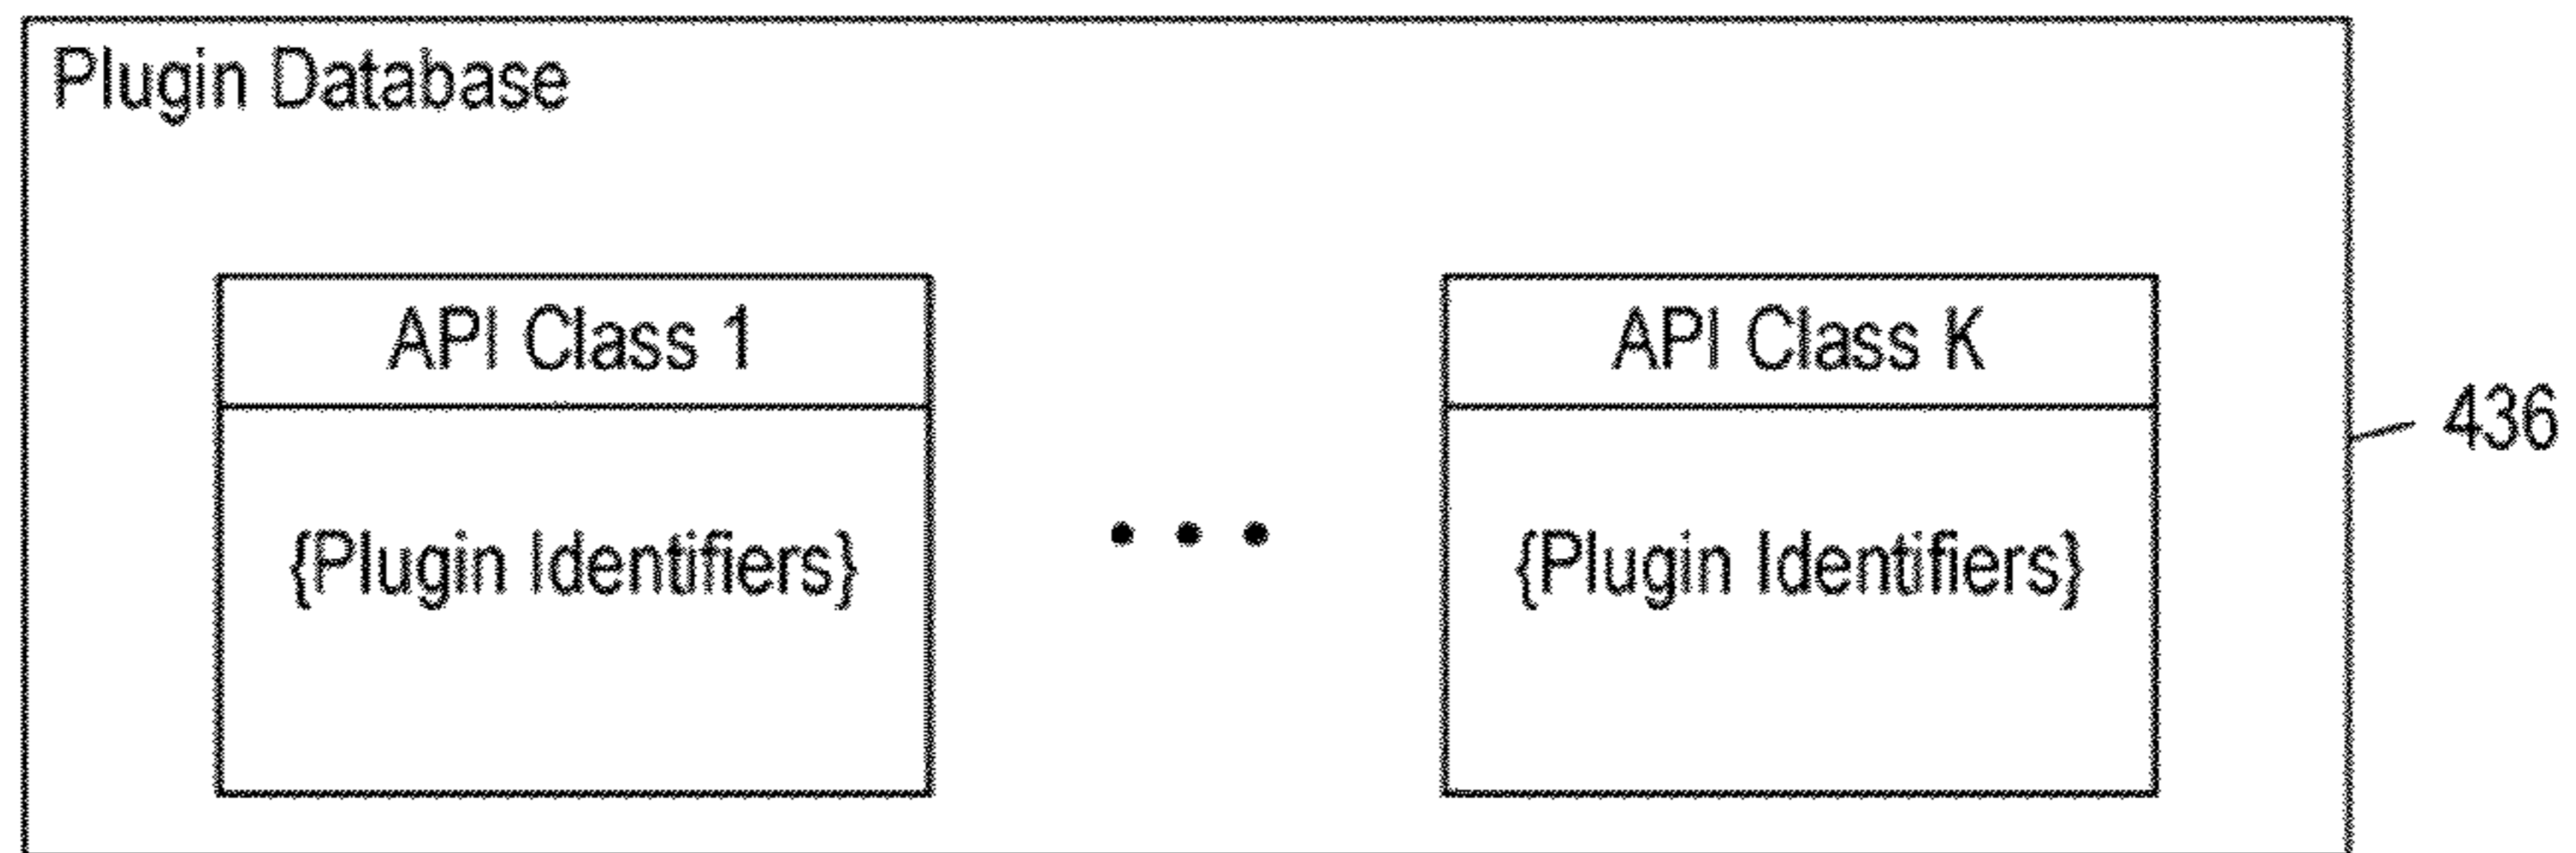 Plugin Database
API Class 1
{Plugin Identifiers}
• • •
API Class K
{Plugin Identifiers}
436